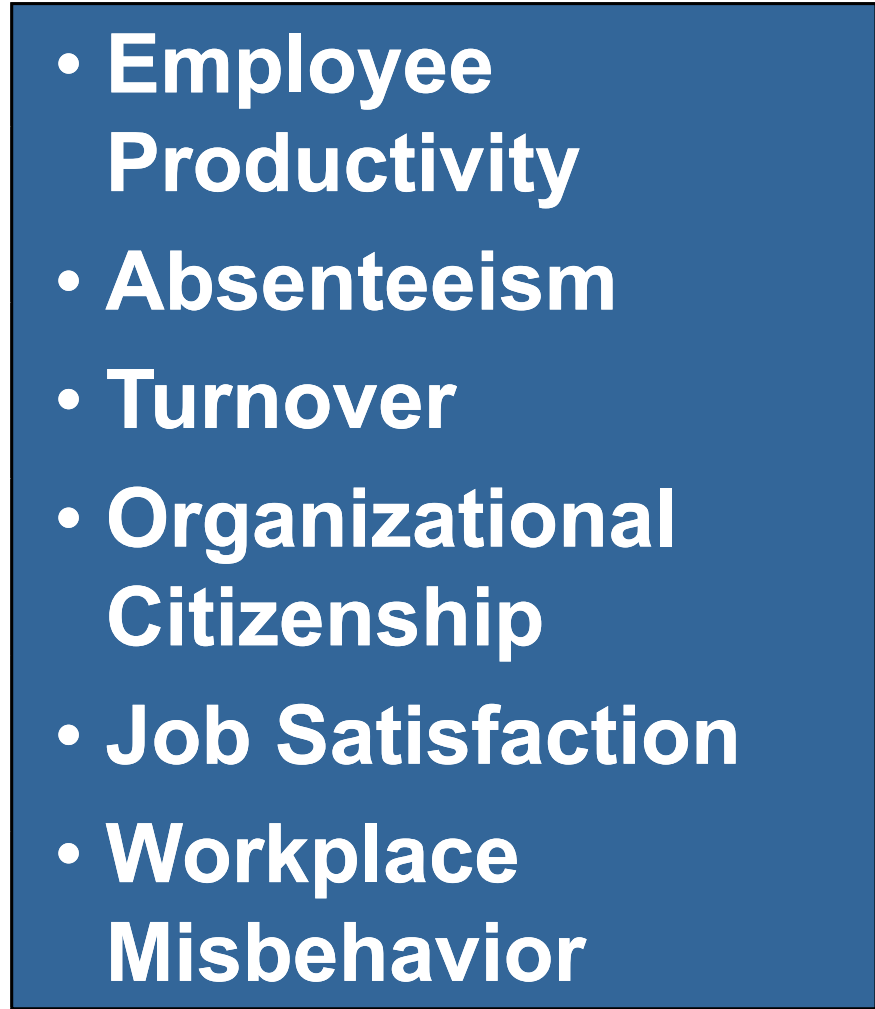 • Employee
Productivity
• Absenteeism
• Turnover
• Organizational
Citizenship
• Job Satisfaction
• Workplace
Misbehavior